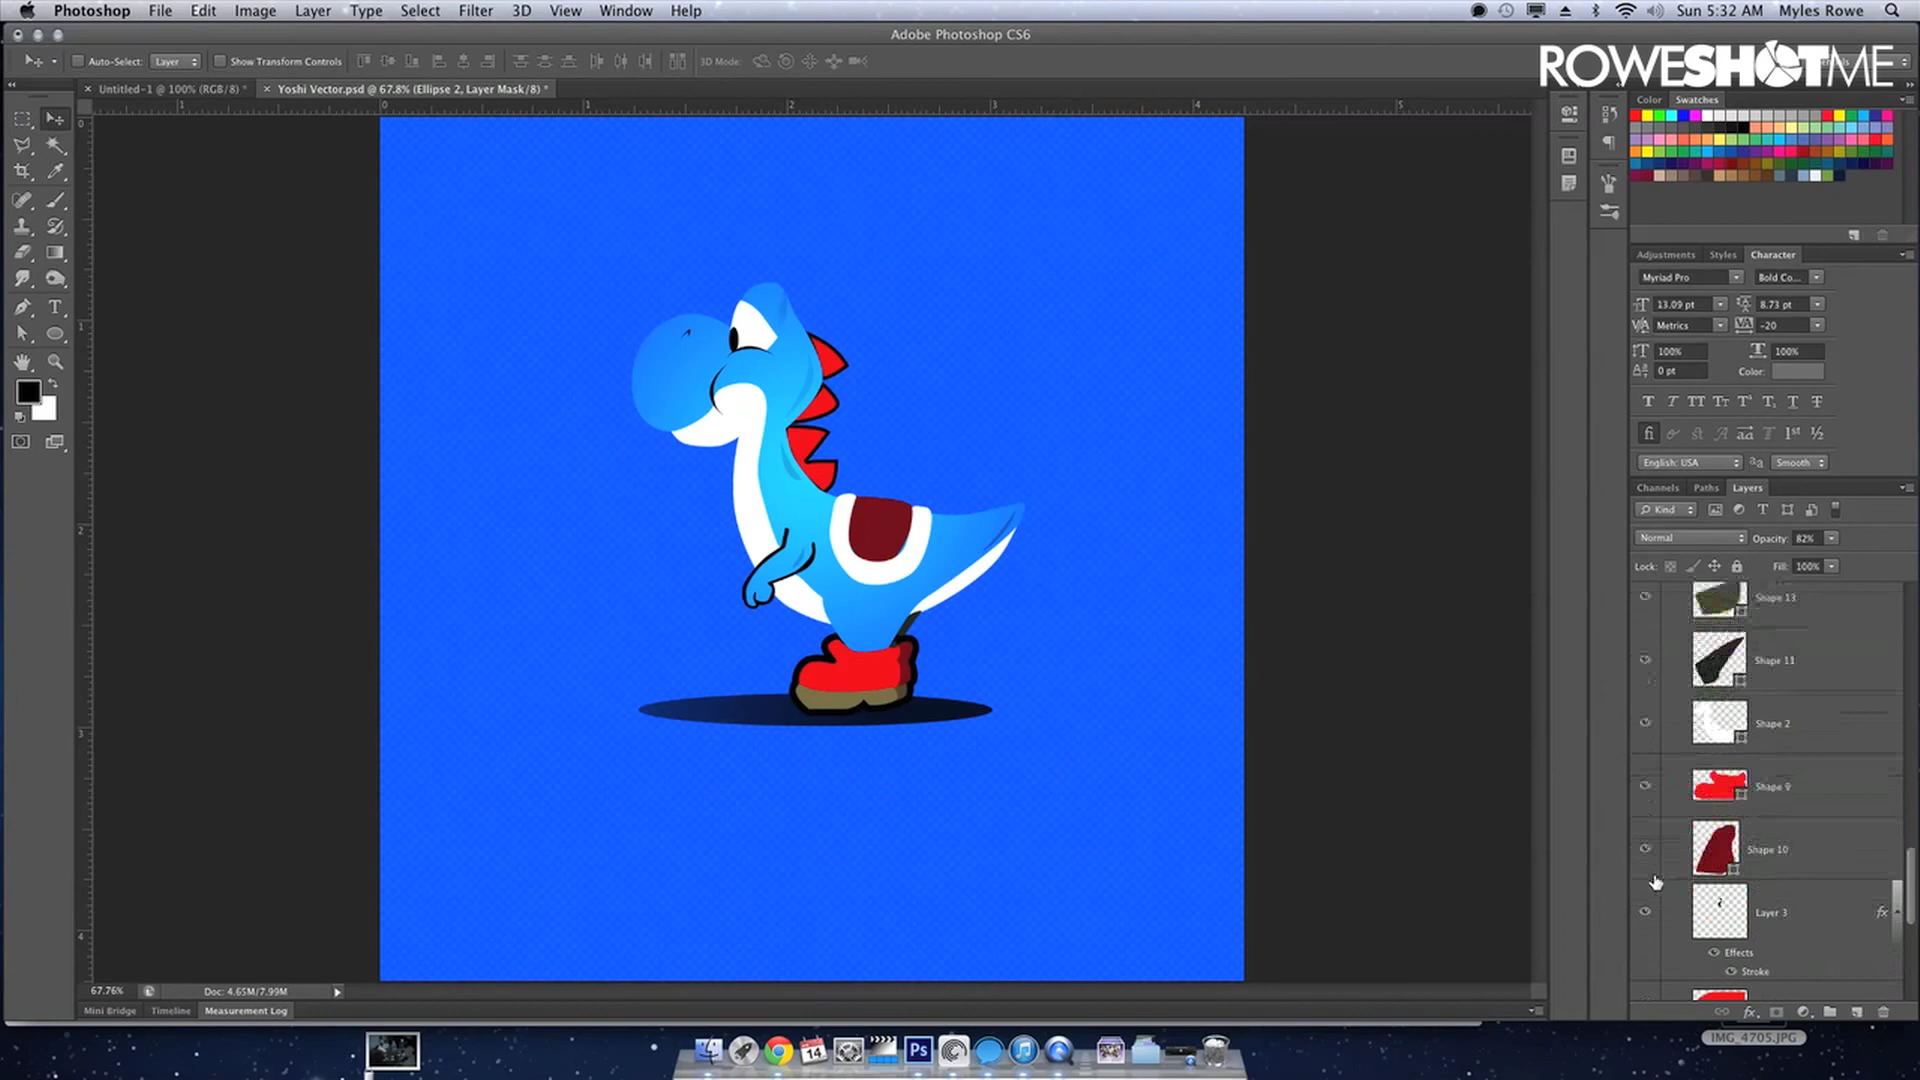 Photoshop File Edit Image Layer Type Select Filter 3D View Window Help Sun 5:32 AM Myles Rowe
Adobe Photoshop CS6
ROWESHOTME
Auto-Select: Layer Show Transform Controls 3D Mode:
Untitled-1 @ 100% (RGB/8) * Yoshi Vector.psd @ 67.8% (Ellipse 2, Layer Mask/8) *
Color Swatches
Adjustments Styles Character
Myriad Pro Bold Co...
13.09 pt 8.73 pt
Metrics -20
100% 100%
0 pt Color:
English: USA Smooth
Channels Paths Layers
Kind
Normal Opacity: 82%
Lock: Fill: 100%
Shape 13
Shape 11
Shape 2
Shape 9
Shape 10
Layer 3 fx
Effects
Stroke
67.76% Doc: 4.65M/7.99M
Mini Bridge Timeline Measurement Log
14
Ps
IMG_4705.JPG